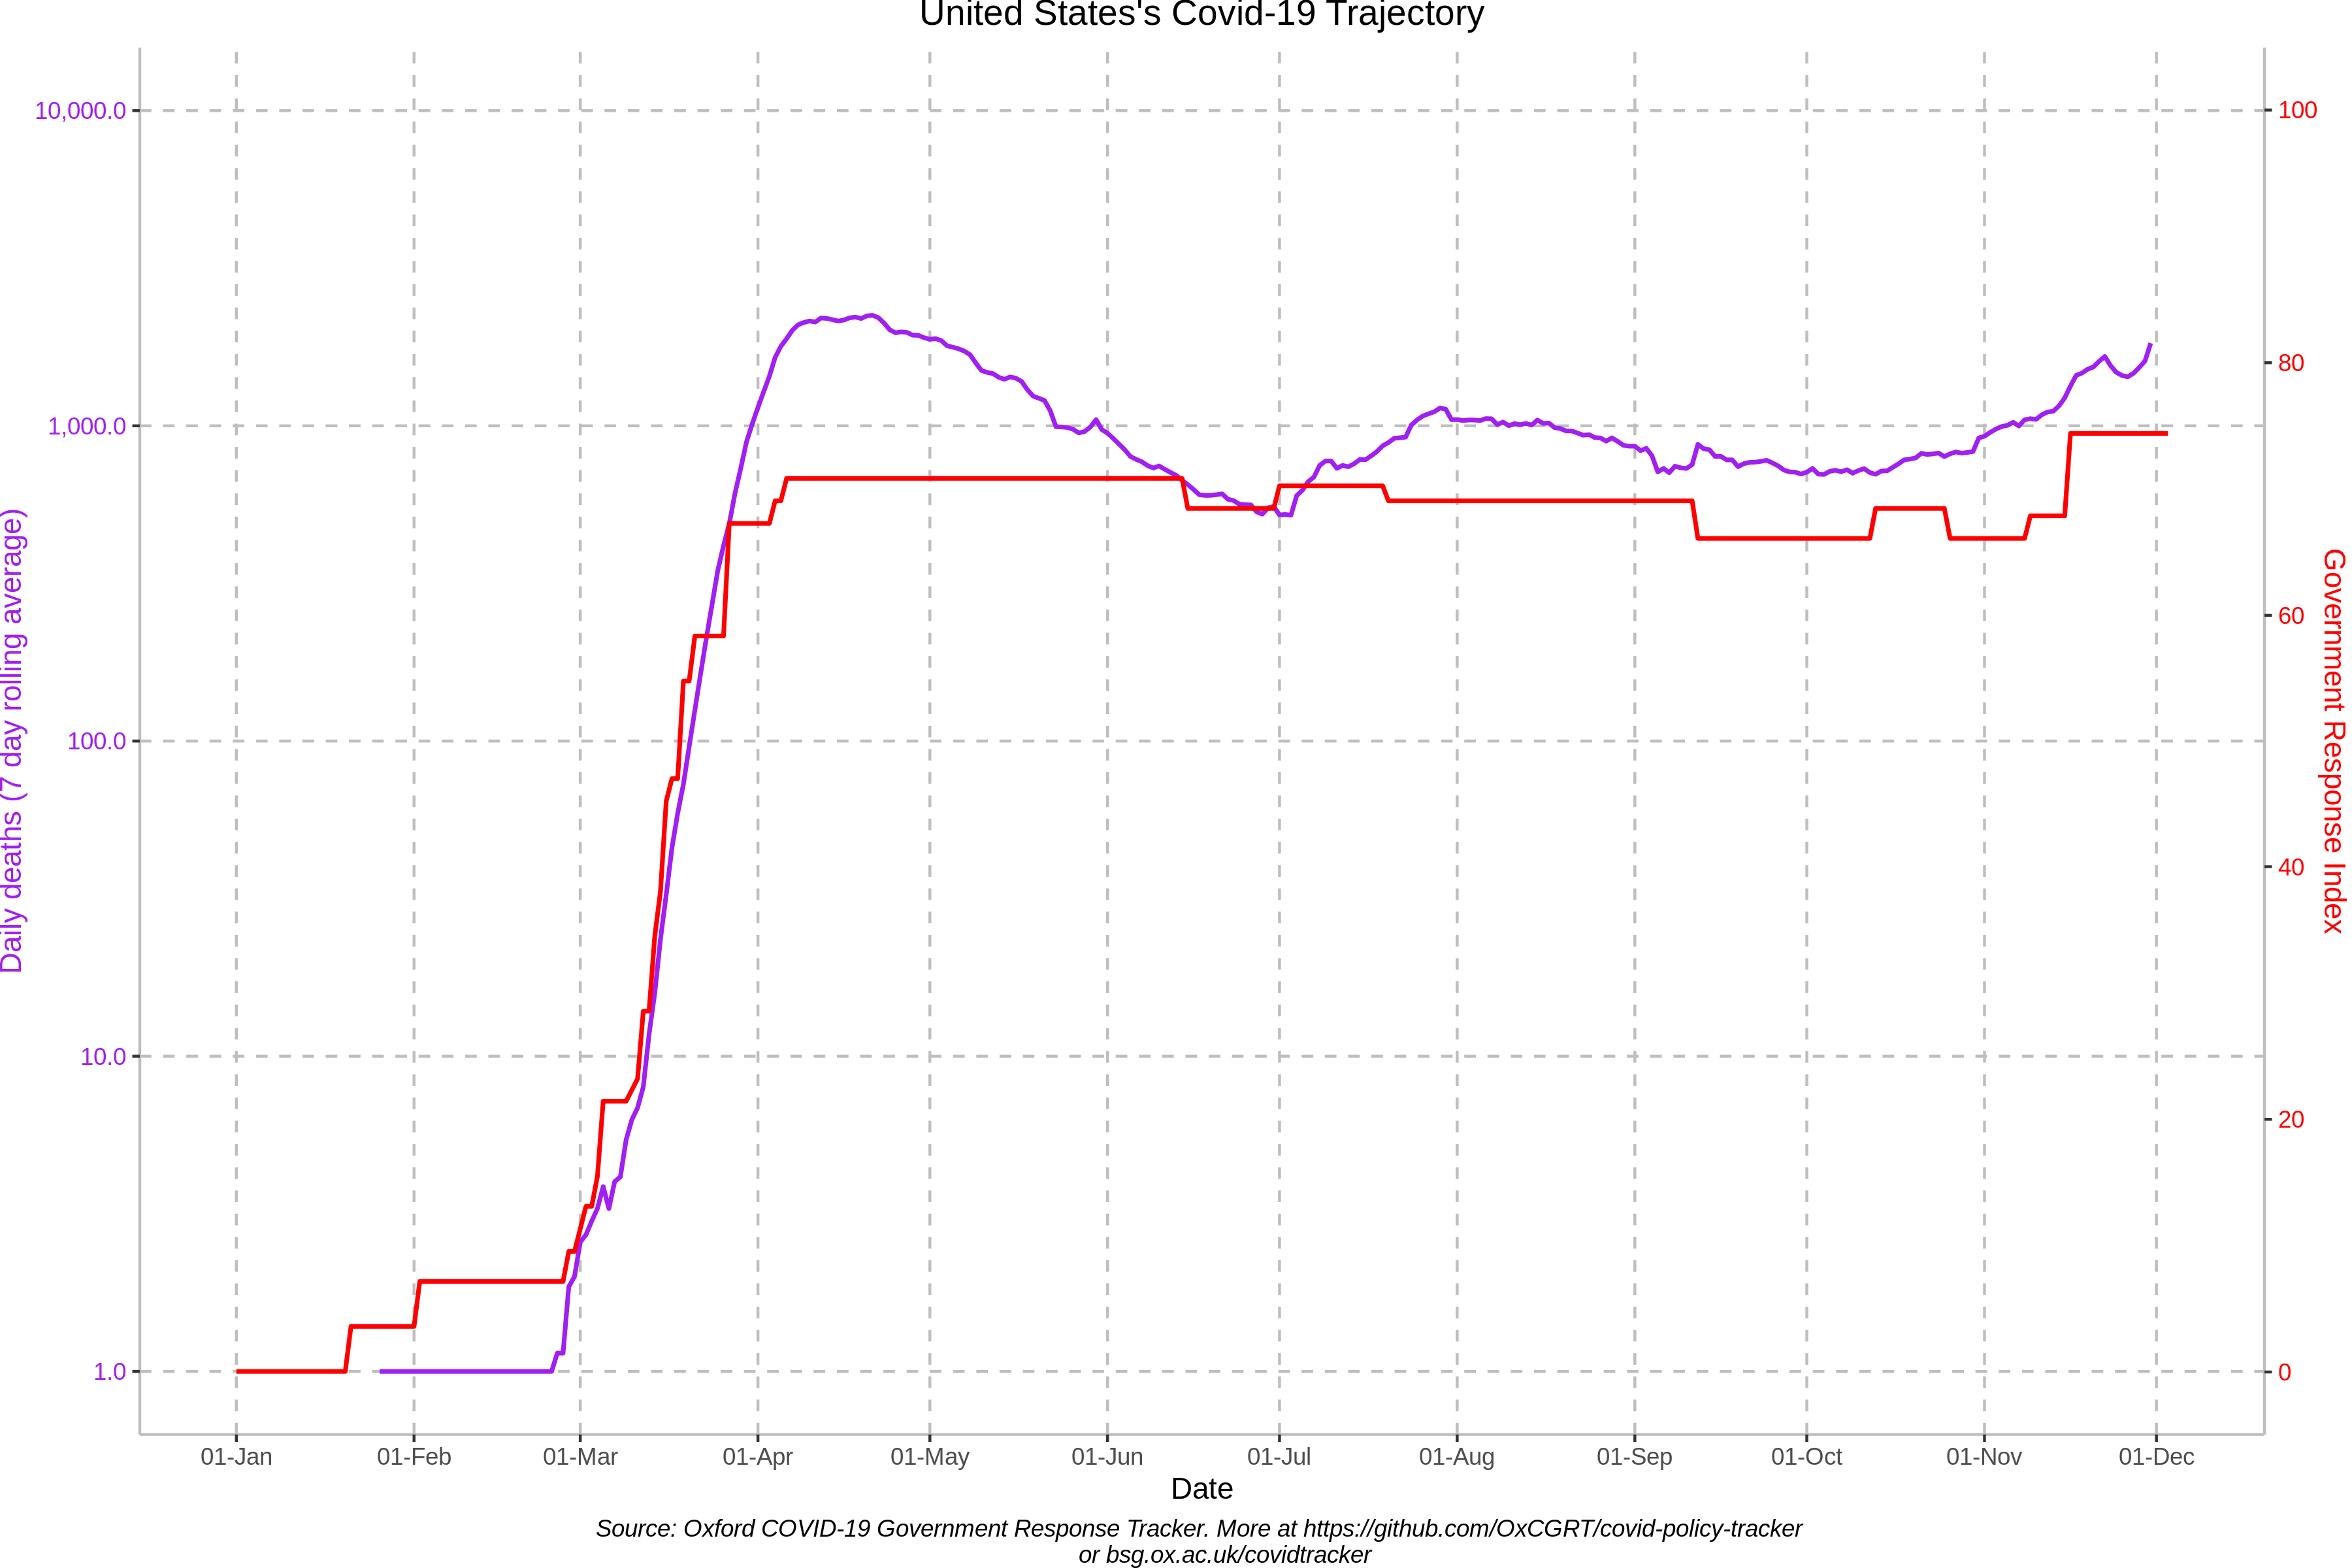 United States's Covid-19 Trajectory
10,000.0
1,000.0
100.0
10.0
1.0
Daily deaths (7 day rolling average)
100
80
60
40
20
0
Government Response Index
01-Jan
01-Feb
01-Mar
01-Apr
01-May
01-Jun
01-Jul
01-Aug
01-Sep
01-Oct
01-Nov
01-Dec
Date
Source: Oxford COVID-19 Government Response Tracker. More at https://github.com/OxCGRT/covid-policy-tracker
or bsg.ox.ac.uk/covidtracker